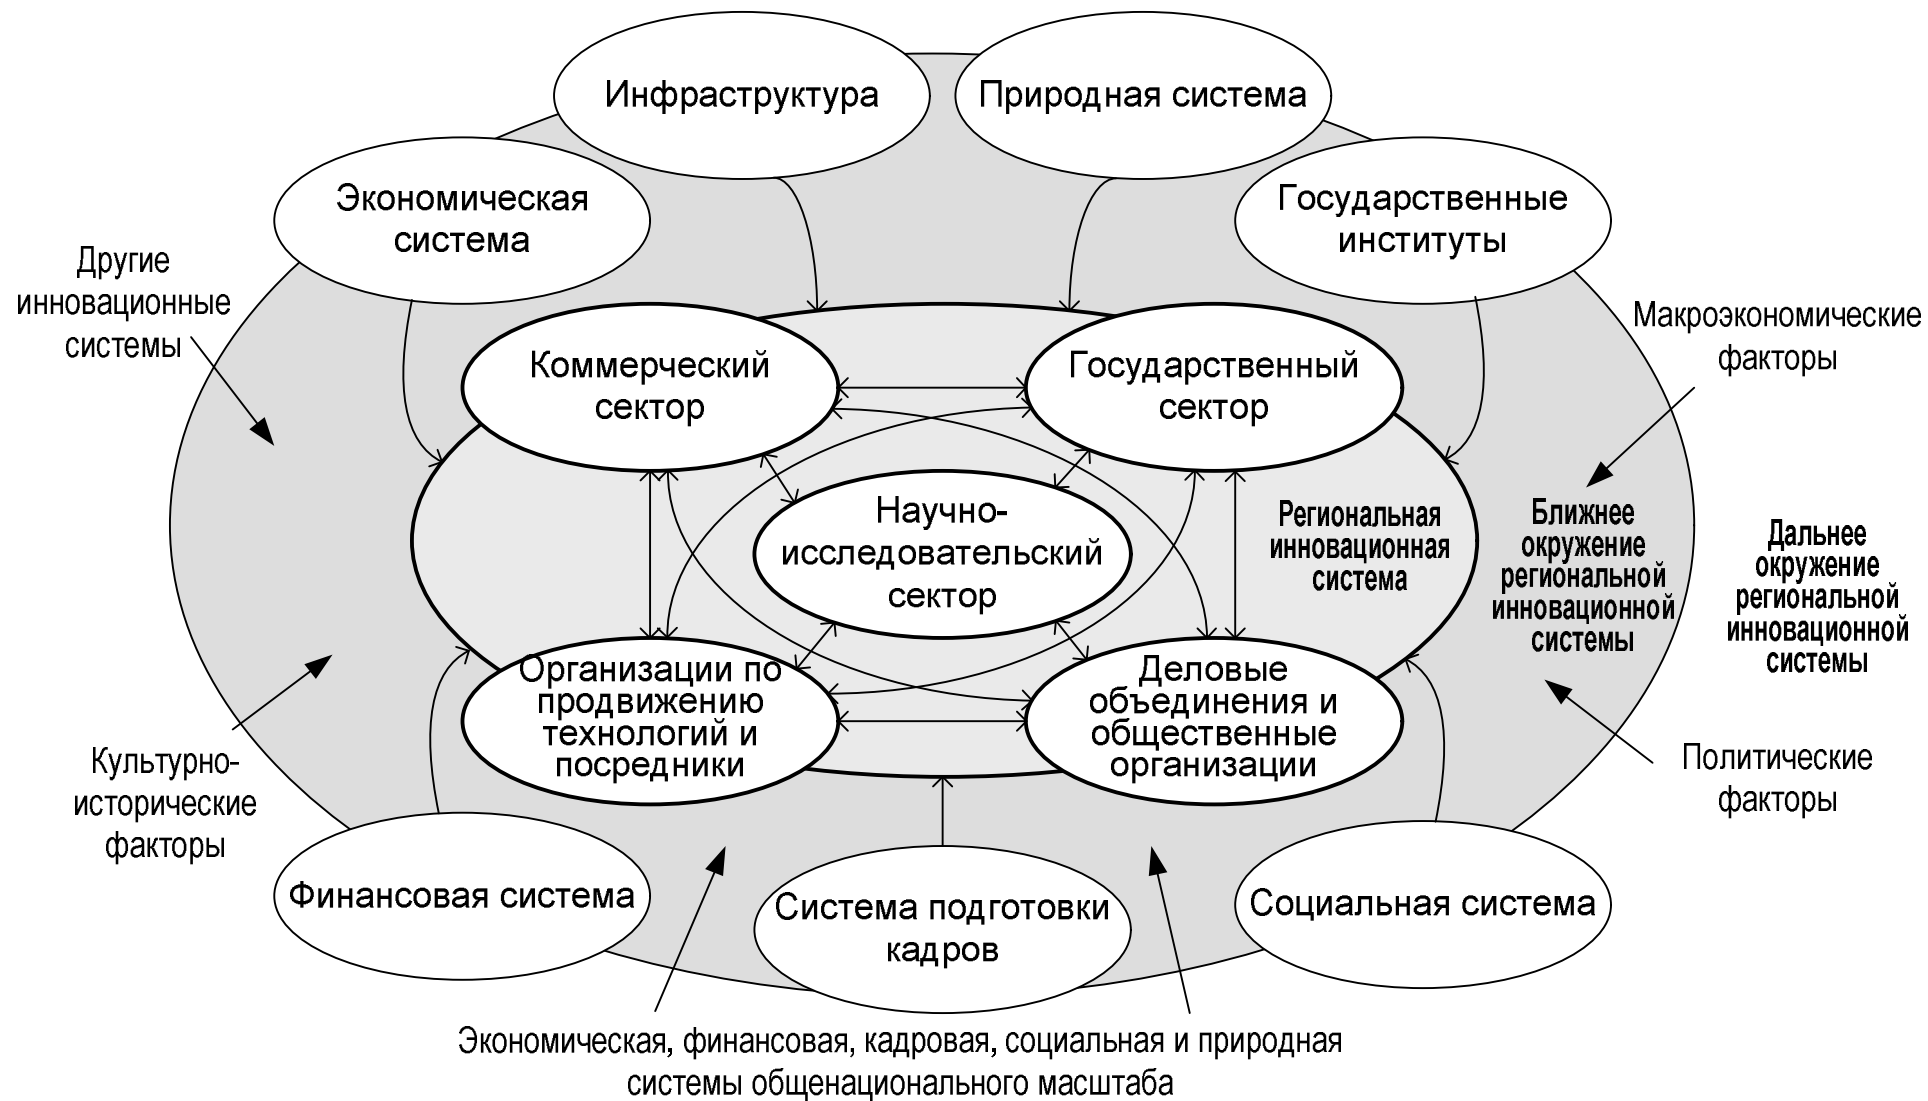 Инфраструктура
Природная система
Экономическая
система
Государственные
институты
Другие
инновационные
системы
Макроэкономические
факторы
Коммерческий
сектор
Государственный
сектор
Научно-
исследовательский
сектор
Региональная
инновационная
система
Ближнее
окружение
региональной
инновационной
системы
Дальнее
окружение
региональной
инновационной
системы
Организации по
продвижению
технологий и
посредники
Деловые
объединения и
общественные
организации
Культурно-
исторические
факторы
Политические
факторы
Финансовая система
Система подготовки
кадров
Социальная система
Экономическая, финансовая, кадровая, социальная и природная
системы общенационального масштаба